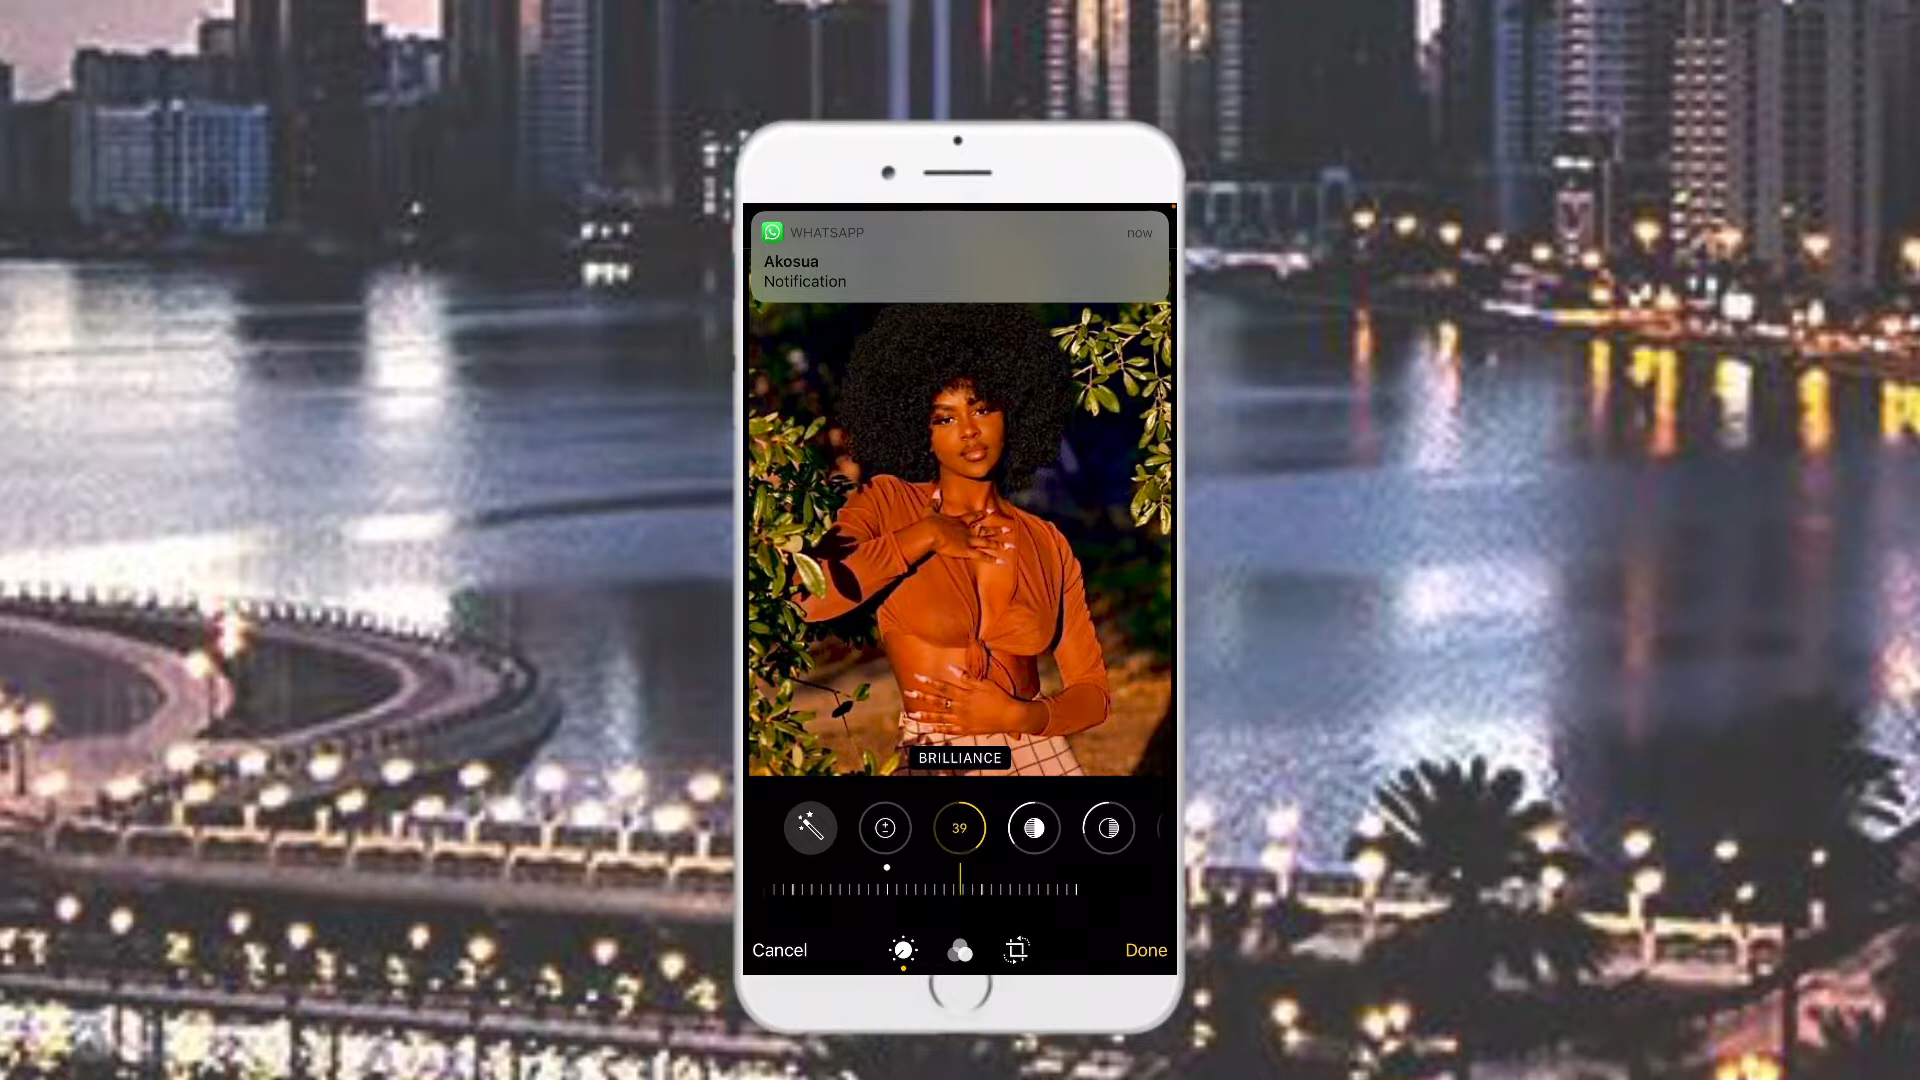 WHATSAPP
now
Akosua
Notification
BRILLIANCE
39
Cancel
Done